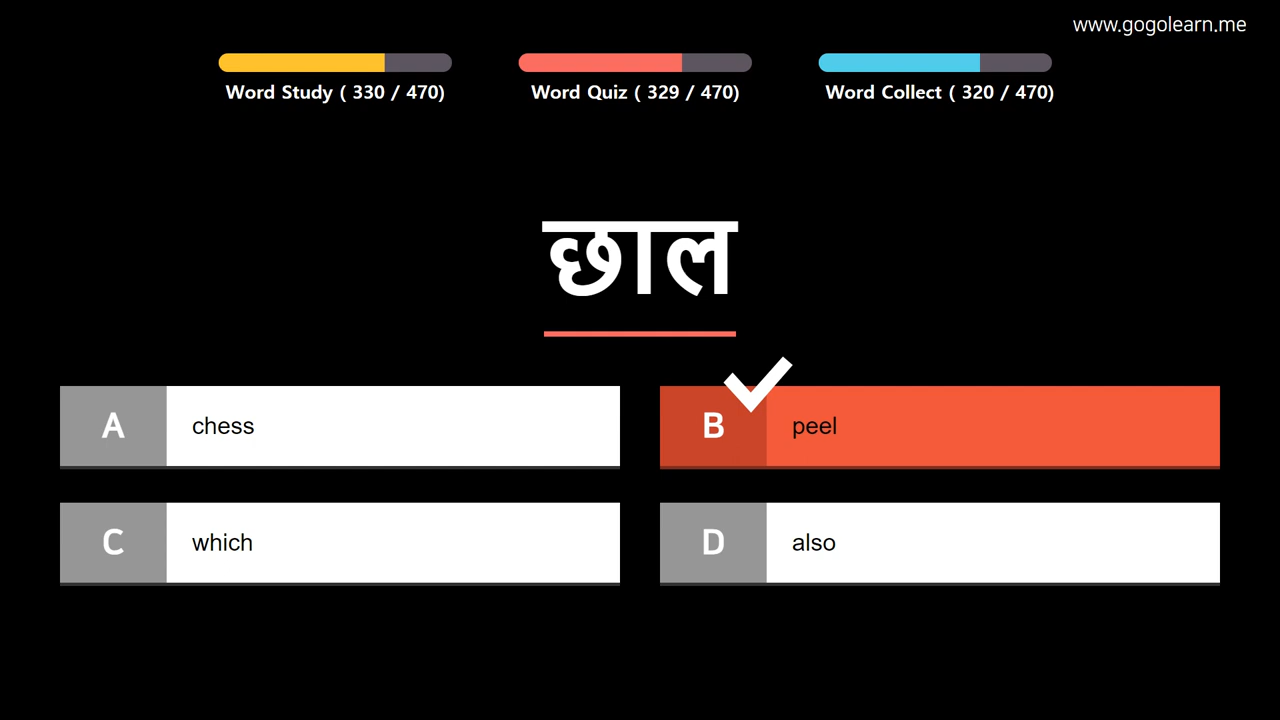 www.gogolearn.me
Word Study ( 330 / 470)
Word Quiz ( 329 / 470)
Word Collect ( 320 / 470)
छाल
A chess
B peel
C which
D also